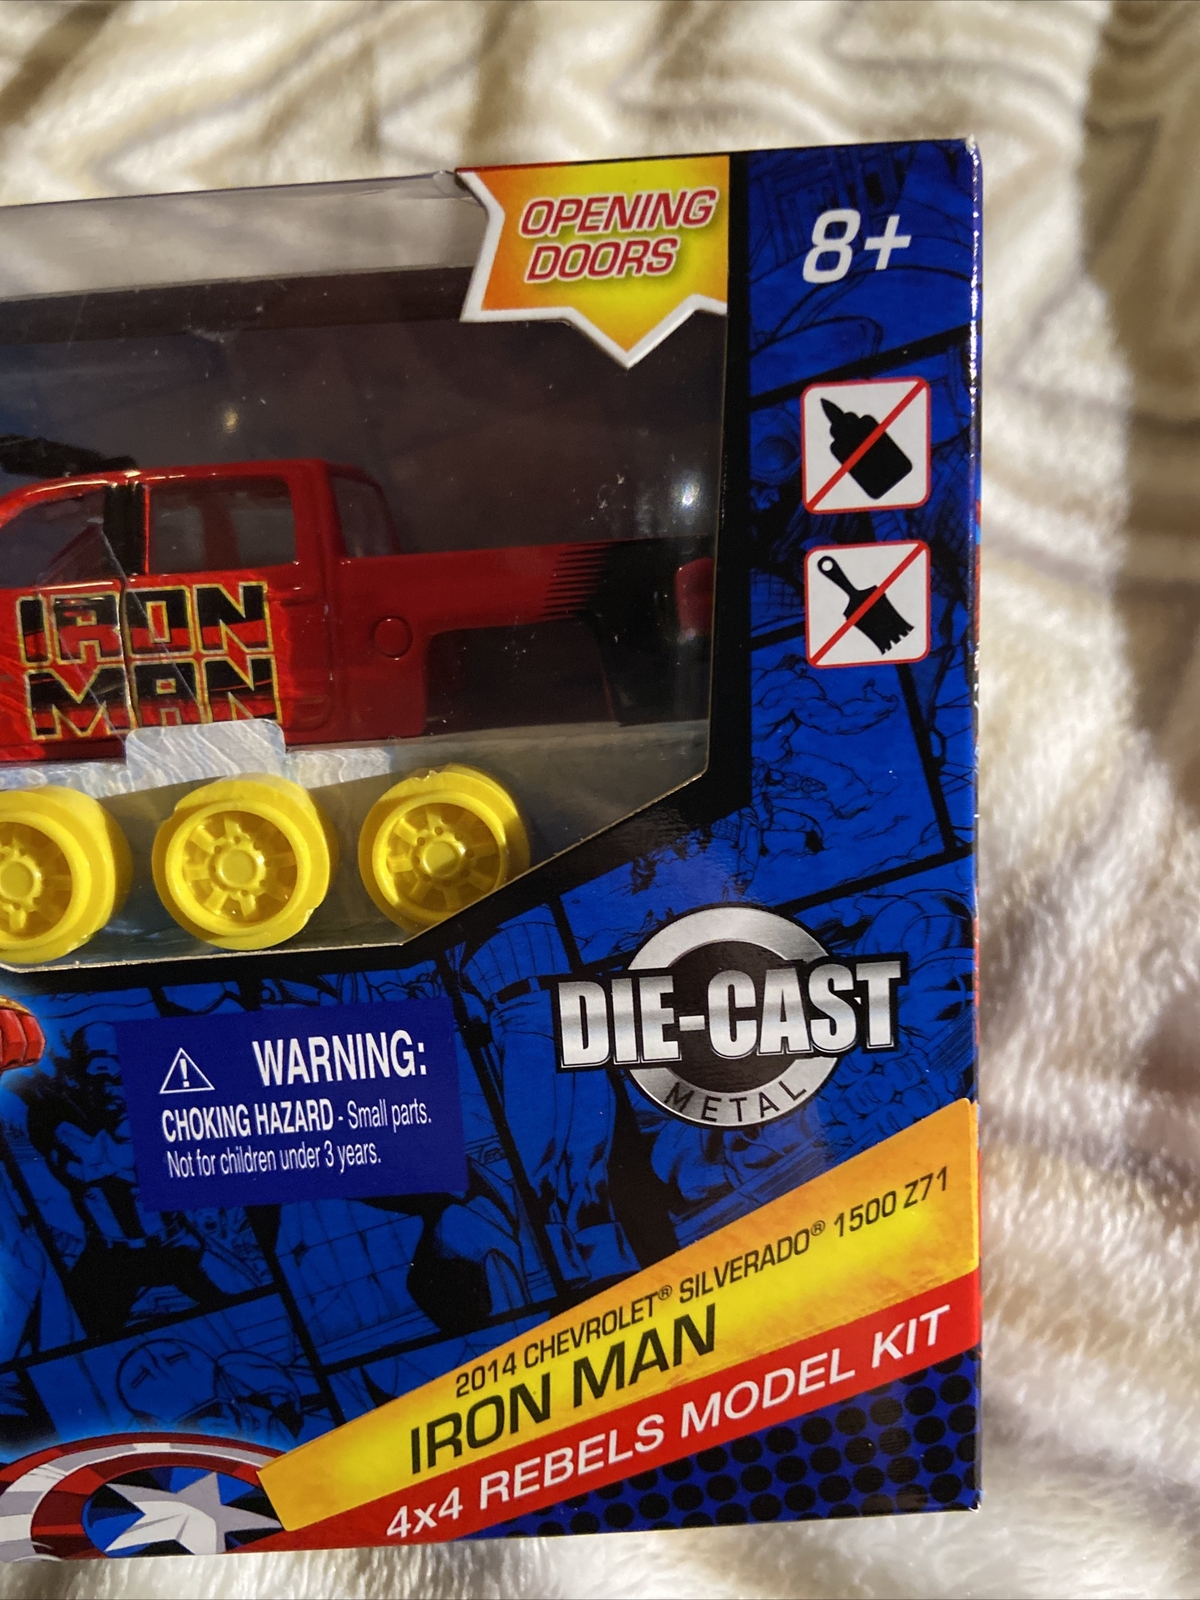 OPENING
DOORS
8+
IRON
MAN
DIE-CAST
METAL
WARNING:
CHOKING HAZARD - Small parts.
Not for children under 3 years.
2014 CHEVROLET® SILVERADO® 1500 Z71
IRON MAN
4x4 REBELS MODEL KIT